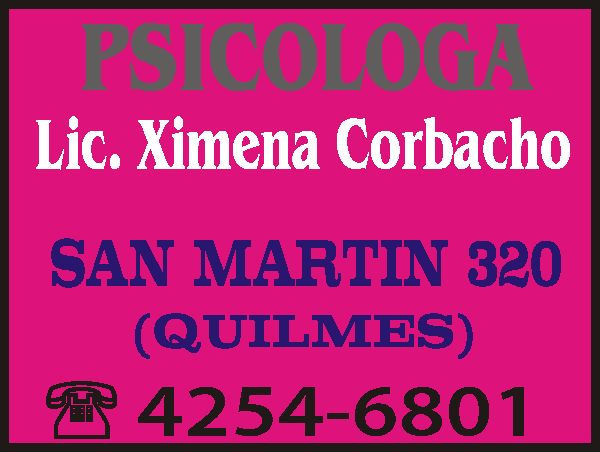 PSICOLOGA
Lic. Ximena Corbacho
SAN MARTIN 320
(QUILMES)
4254-6801